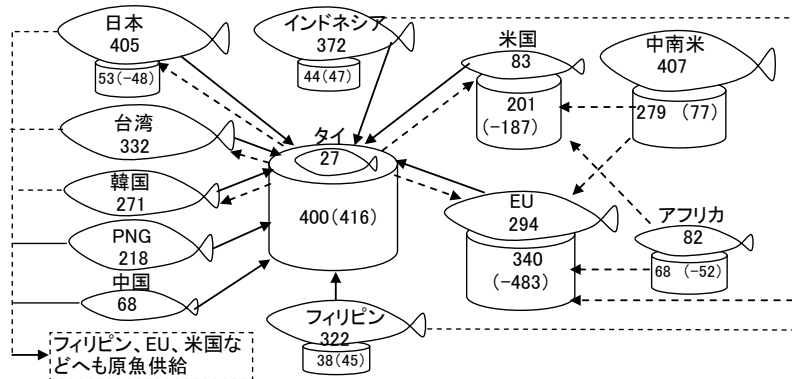 日本
405
53(-48)
インドネシア
372
44(47)
米国
83
201
(-187)
中南米
407
279 (77)
台湾
332
タイ
27
400(416)
韓国
271
EU
294
340
(-483)
アフリカ
82
68 (-52)
PNG
218
中国
68
フィリピン
322
38(45)
フィリピン、EU、米国な
どへも原魚供給